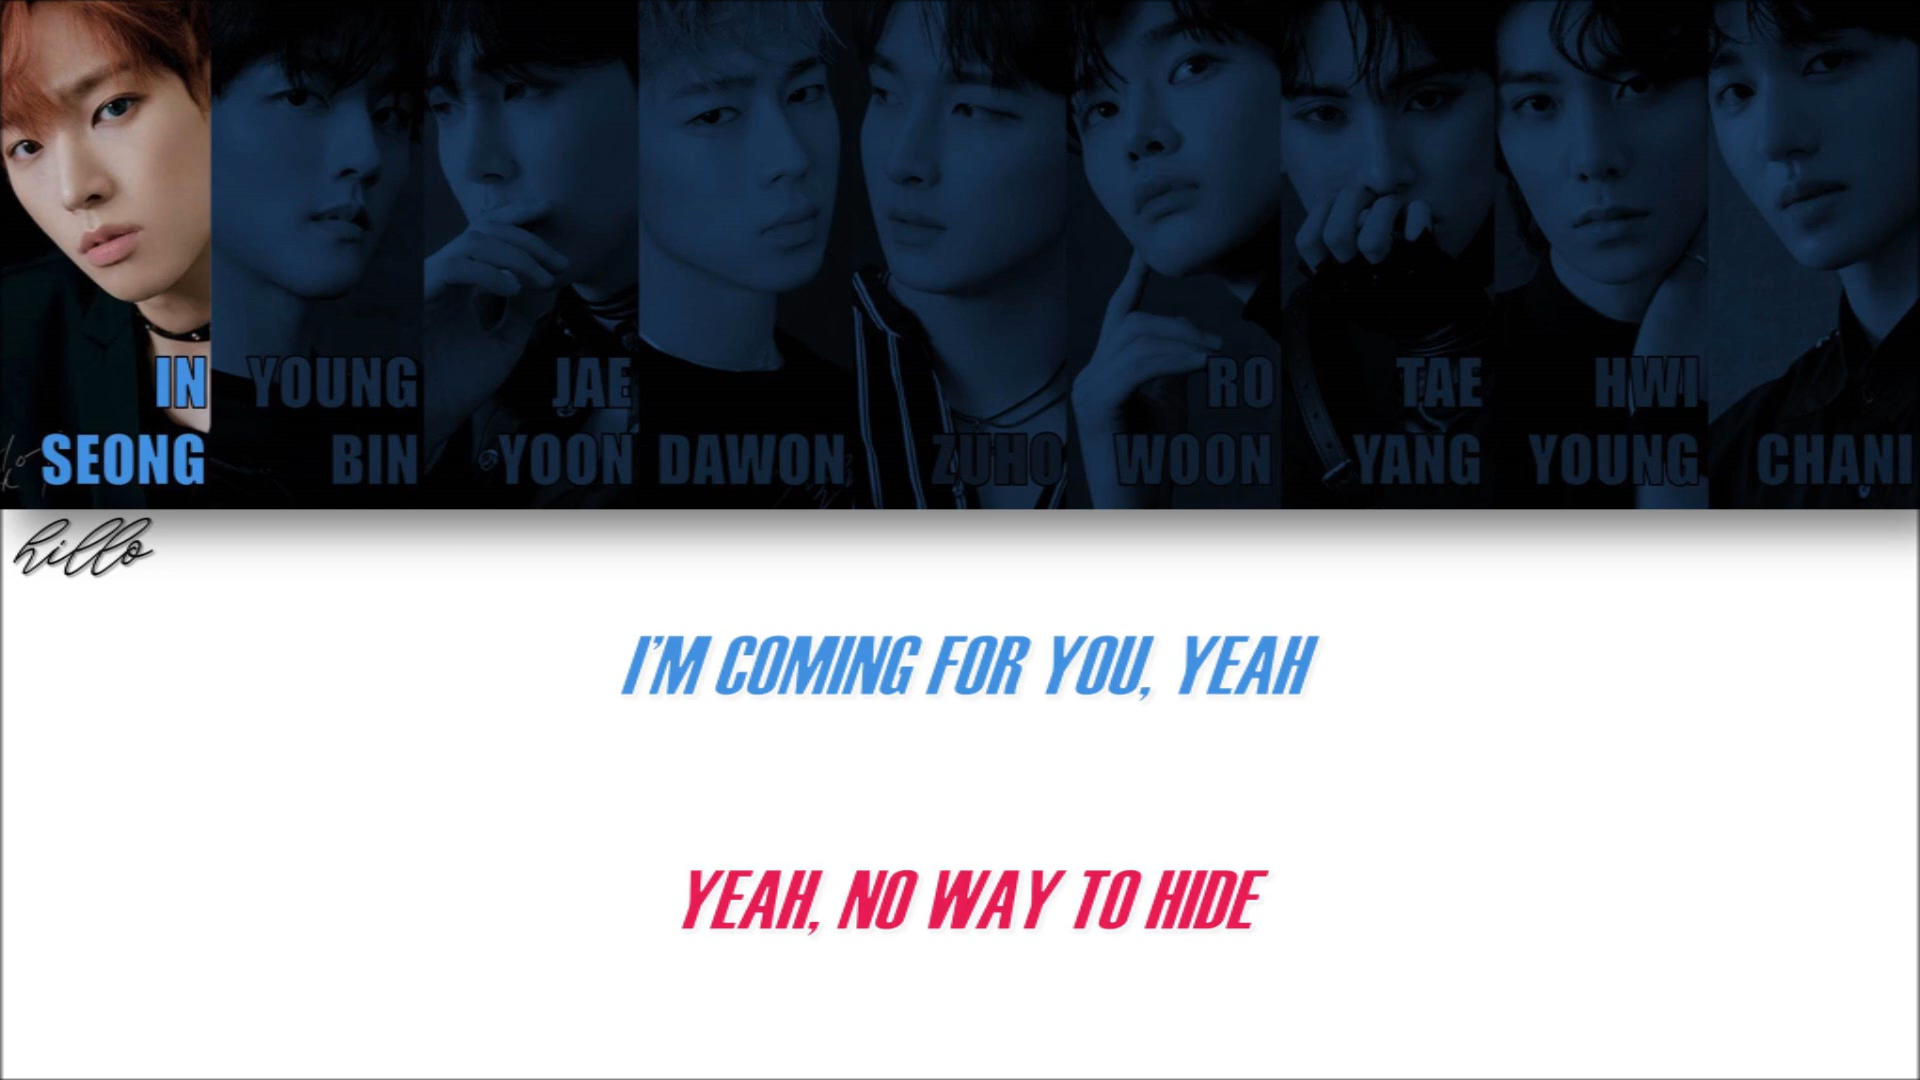 IN
SEONG
YOUNG
BIN
JAE
YOON
DAWON
ZUHO
RO
WOON
TAE
YANG
HWI
YOUNG
CHANI
hillo
I'M COMING FOR YOU, YEAH
YEAH, NO WAY TO HIDE